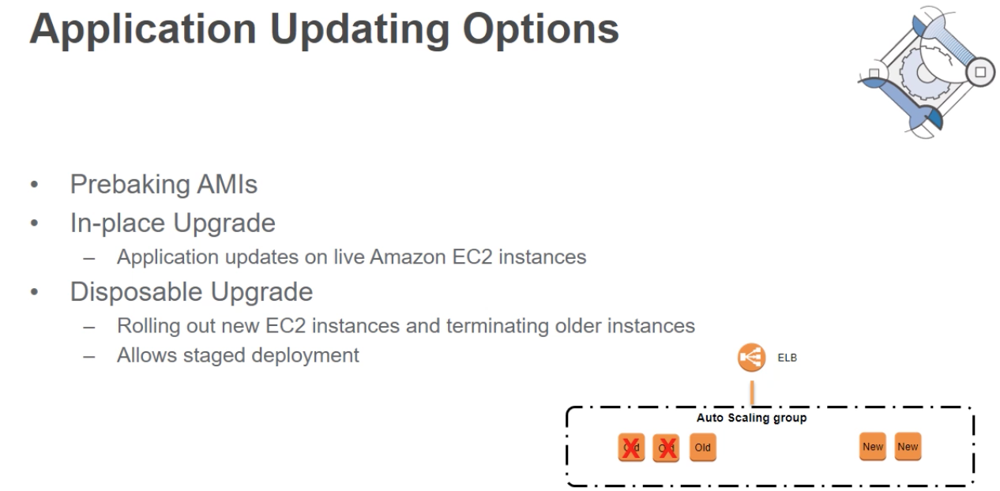 Application Updating Options
• Prebaking AMIs
• In-place Upgrade
– Application updates on live Amazon EC2 instances
• Disposable Upgrade
– Rolling out new EC2 instances and terminating older instances
– Allows staged deployment
ELB
Auto Scaling group
Old Old Old New New